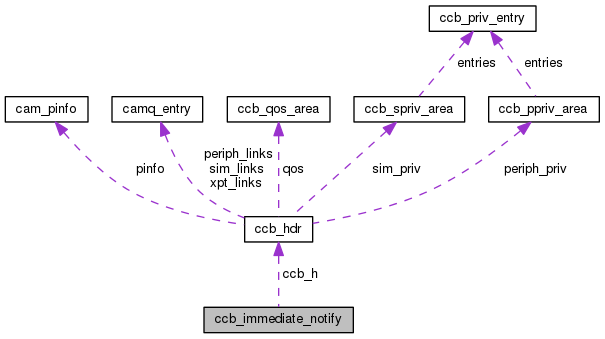 ccb_priv_entry
entries
entries
cam_pinfo
camq_entry
ccb_qos_area
ccb_spriv_area
ccb_ppriv_area
periph_links
sim_links
xpt_links
pinfo
qos
sim_priv
periph_priv
ccb_hdr
ccb_h
ccb_immediate_notify